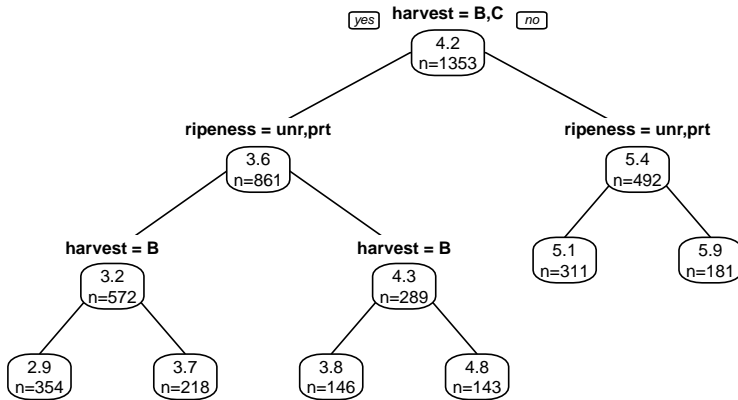 yes harvest = B,C no
4.2
n=1353
ripeness = unr,prt ripeness = unr,prt
3.6 5.4
n=861 n=492
harvest = B harvest = B
5.1 5.9
n=311 n=181
3.2 4.3
n=572 n=289
2.9 3.7 3.8 4.8
n=354 n=218 n=146 n=143